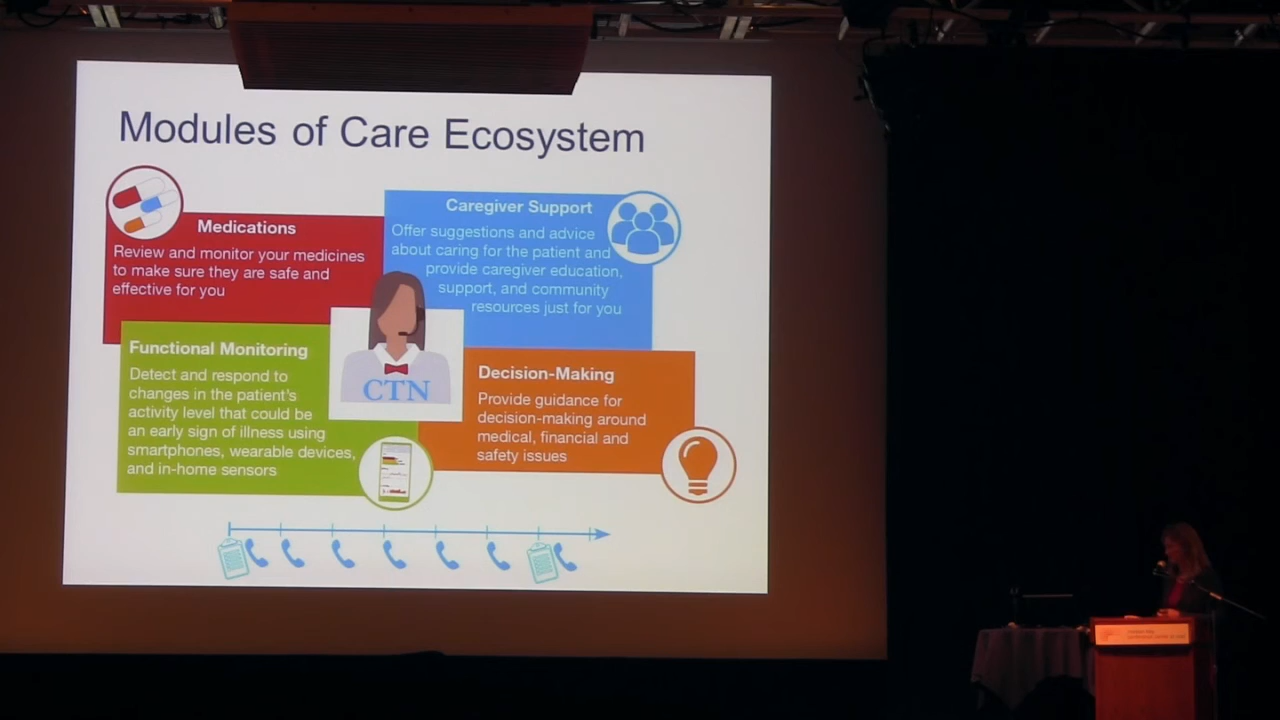 Modules of Care Ecosystem
Medications
Review and monitor your medicines
to make sure they are safe and
effective for you
Caregiver Support
Offer suggestions and advice
about caring for the patient and
provide caregiver education,
support, and community
resources just for you
Functional Monitoring
Detect and respond to
changes in the patient's
activity level that could be
an early sign of illness using
smartphones, wearable devices,
and in-home sensors
CTN
Decision-Making
Provide guidance for
decision-making around
medical, financial and
safety issues